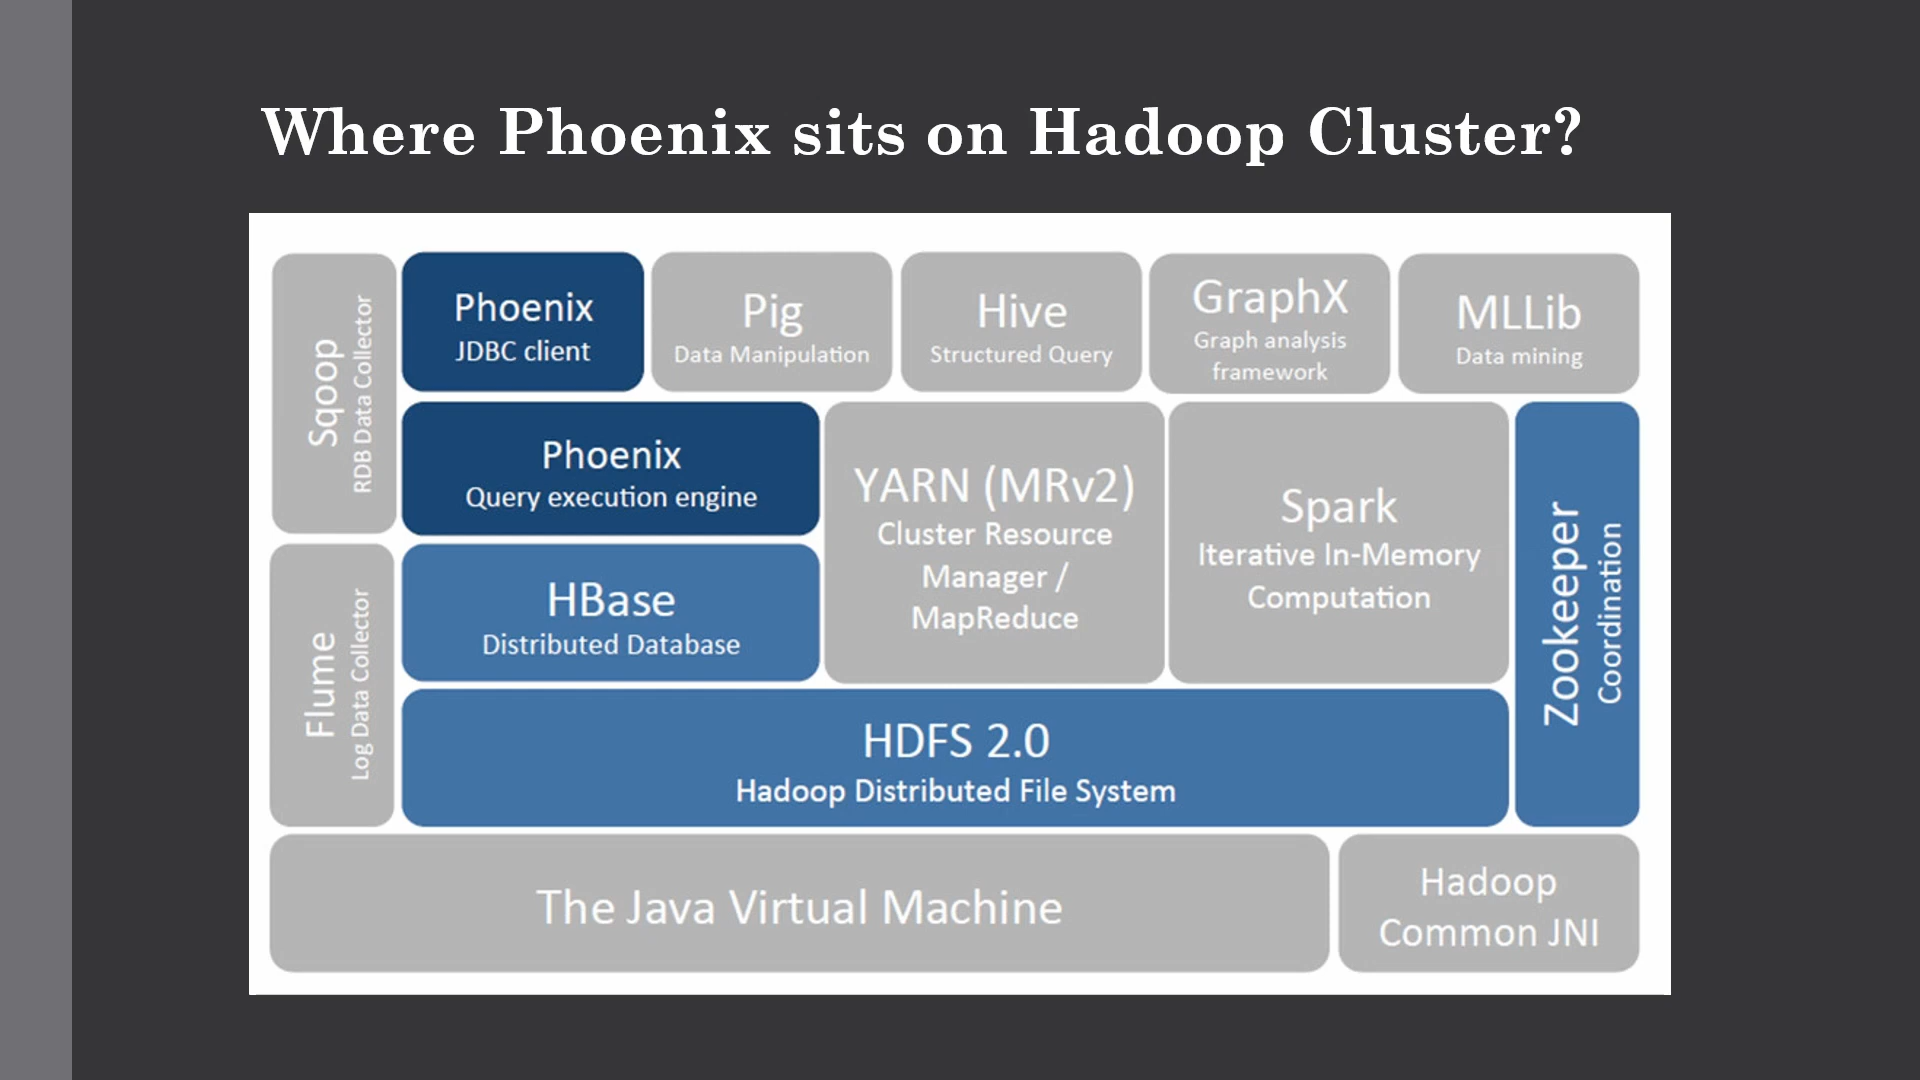 Where Phoenix sits on Hadoop Cluster?
Sqoop
RDB Data Collector
Phoenix
JDBC client
Pig
Data Manipulation
Hive
Structured Query
GraphX
Graph analysis
framework
MLLib
Data mining
Phoenix
Query execution engine
YARN (MRv2)
Cluster Resource
Manager /
MapReduce
Spark
Iterative In-Memory
Computation
Zookeeper
Coordination
Flume
Log Data Collector
HBase
Distributed Database
HDFS 2.0
Hadoop Distributed File System
The Java Virtual Machine
Hadoop
Common JNI